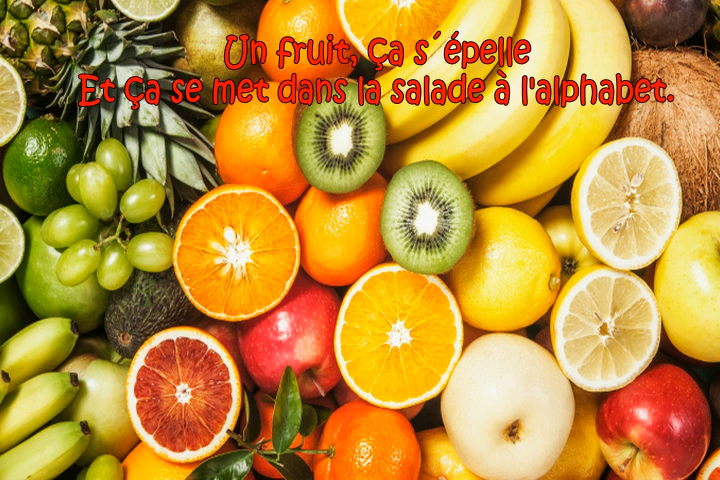 Un fruit, ça s´épelle
Et ça se met dans la salade à l'alphabet.